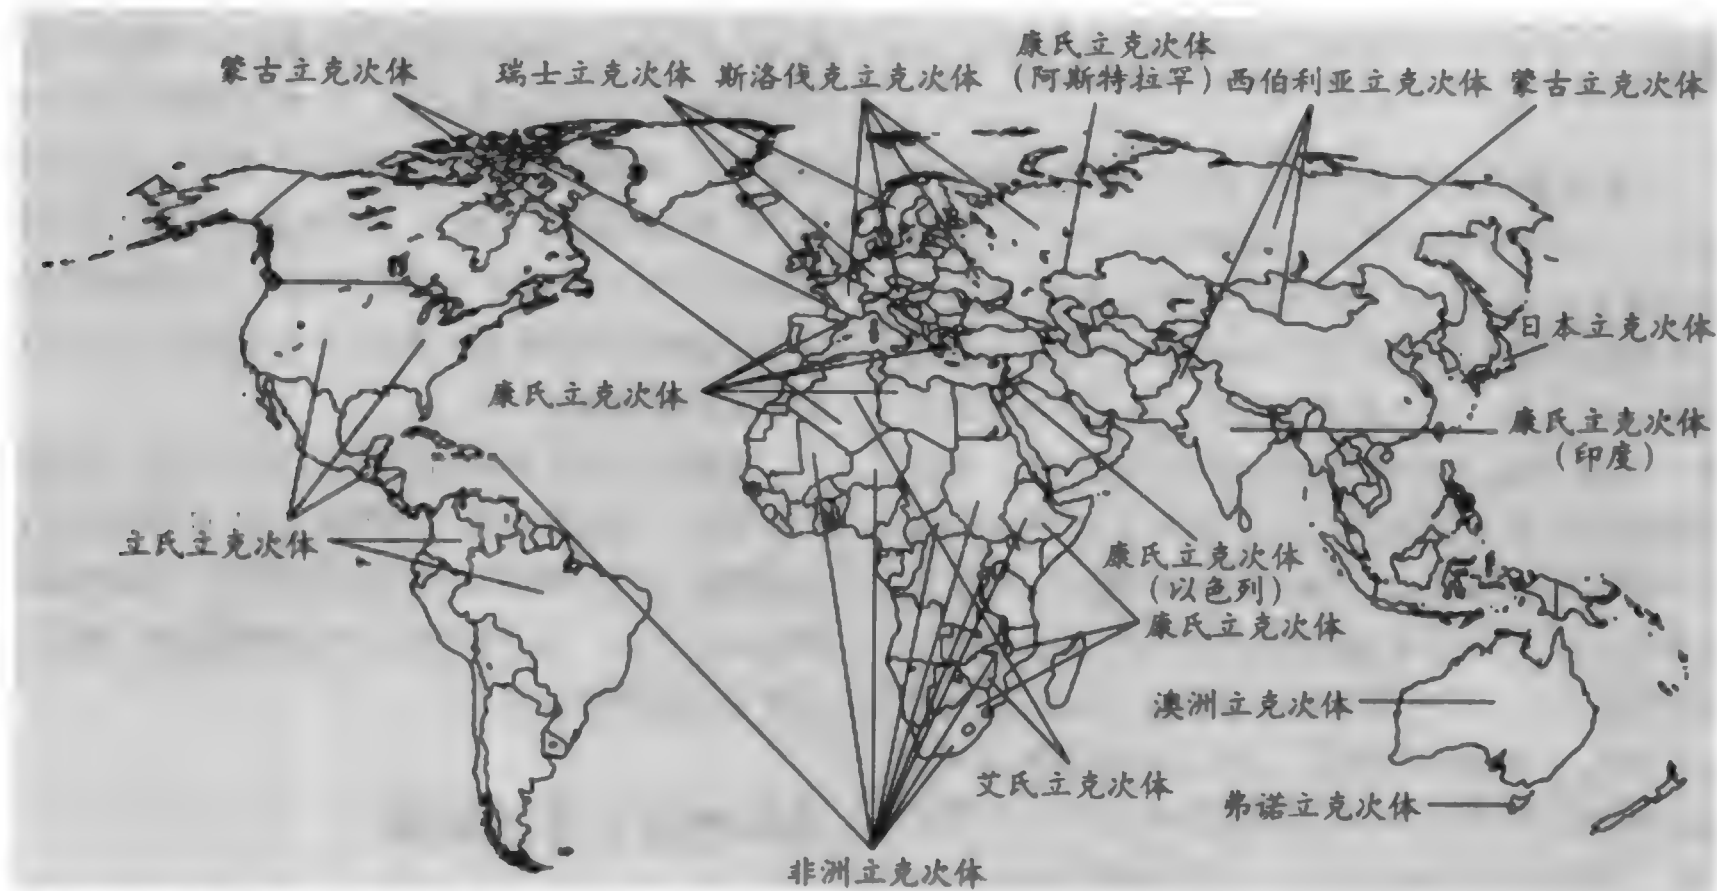 蒙古立克次体
瑞士立克次体
斯洛伐克立克次体
康氏立克次体
（阿斯特拉罕）
西伯利亚立克次体
蒙古立克次体
日本立克次体
康氏立克次体
康氏立克次体
（印度）
立氏立克次体
康氏立克次体
（以色列）
康氏立克次体
澳洲立克次体
艾氏立克次体
弗诺立克次体
非洲立克次体